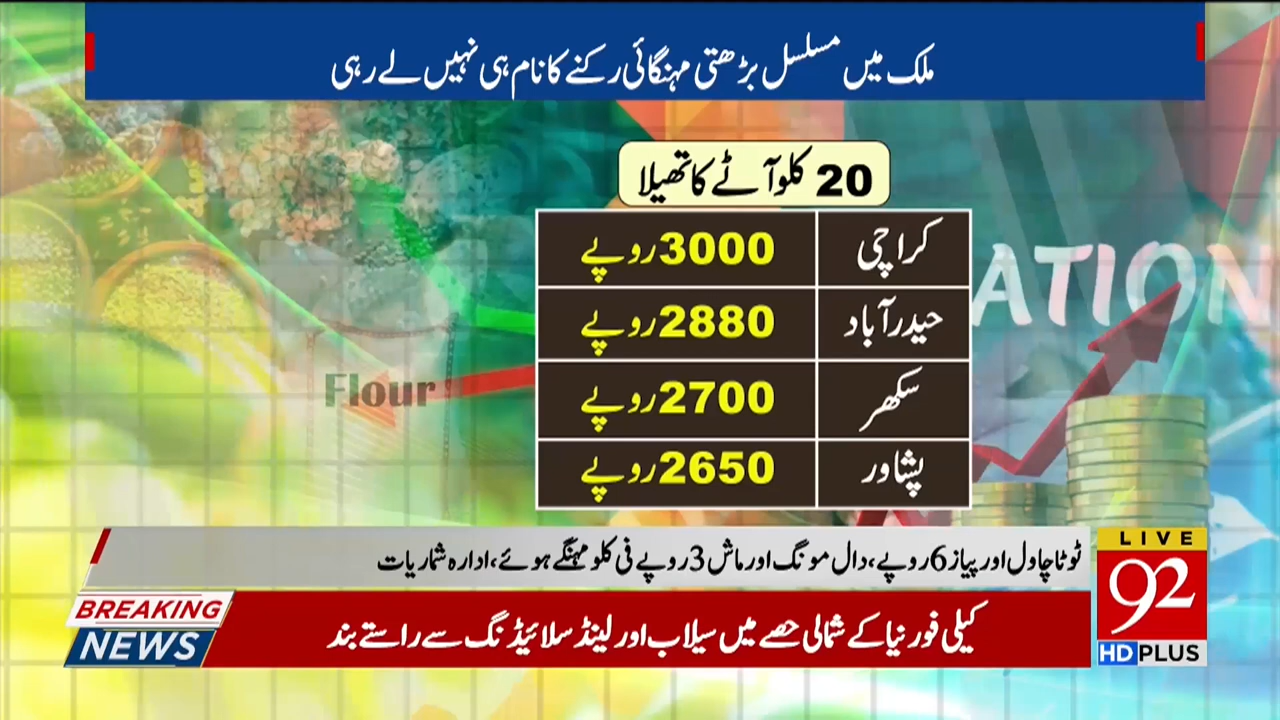 ملک میں مسلسل بڑھتی مہنگائی رکنے کا نام ہی نہیں لے رہی
20 کلو آٹے کا تھیلا
کراچی 3000 روپے
حیدرآباد 2880 روپے
سکھر 2700 روپے
پشاور 2650 روپے
ATION
Flour
ٹوٹا چاول اور پیاز 6 روپے، دال مونگ اور ماش 3 روپے فی کلو مہنگے ہوئے، ادارہ شماریات
BREAKING
NEWS
کیلی فورنیا کے شمالی حصے میں سیلاب اور لینڈ سلائیڈنگ سے راستے بند
LIVE
92
HD PLUS